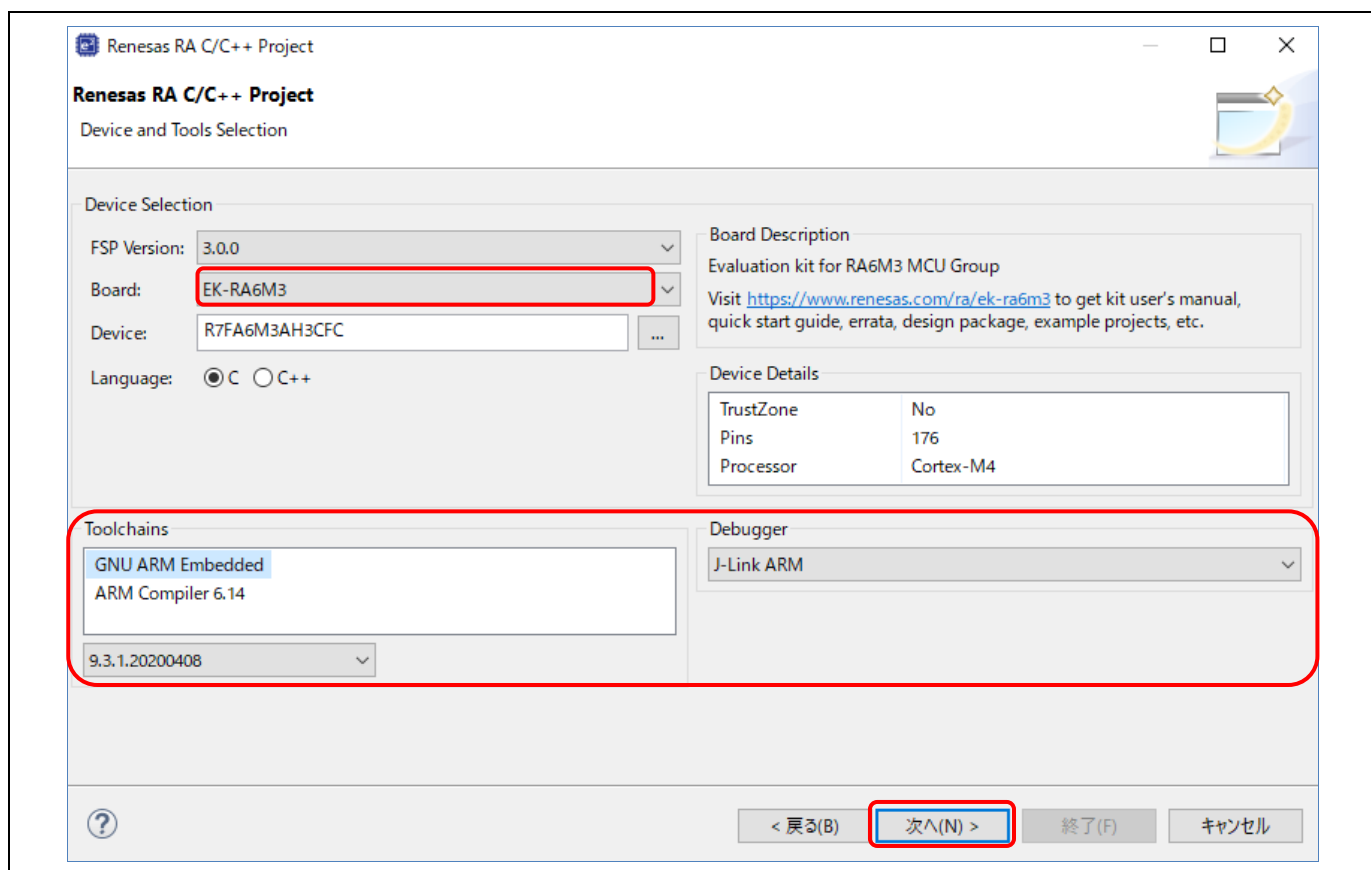 Renesas RA C/C++ Project
Renesas RA C/C++ Project
Device and Tools Selection
Device Selection
FSP Version: 3.0.0
Board: EK-RA6M3
Device: R7FA6M3AH3CFC ...
Language: C C++
Board Description
Evaluation kit for RA6M3 MCU Group
Visit https://www.renesas.com/ra/ek-ra6m3 to get kit user's manual,
quick start guide, errata, design package, example projects, etc.
Device Details
TrustZone No
Pins 176
Processor Cortex-M4
Toolchains
GNU ARM Embedded
ARM Compiler 6.14
9.3.1.20200408
Debugger
J-Link ARM
? < 戻る(B) 次へ(N) > 終了(F) キャンセル